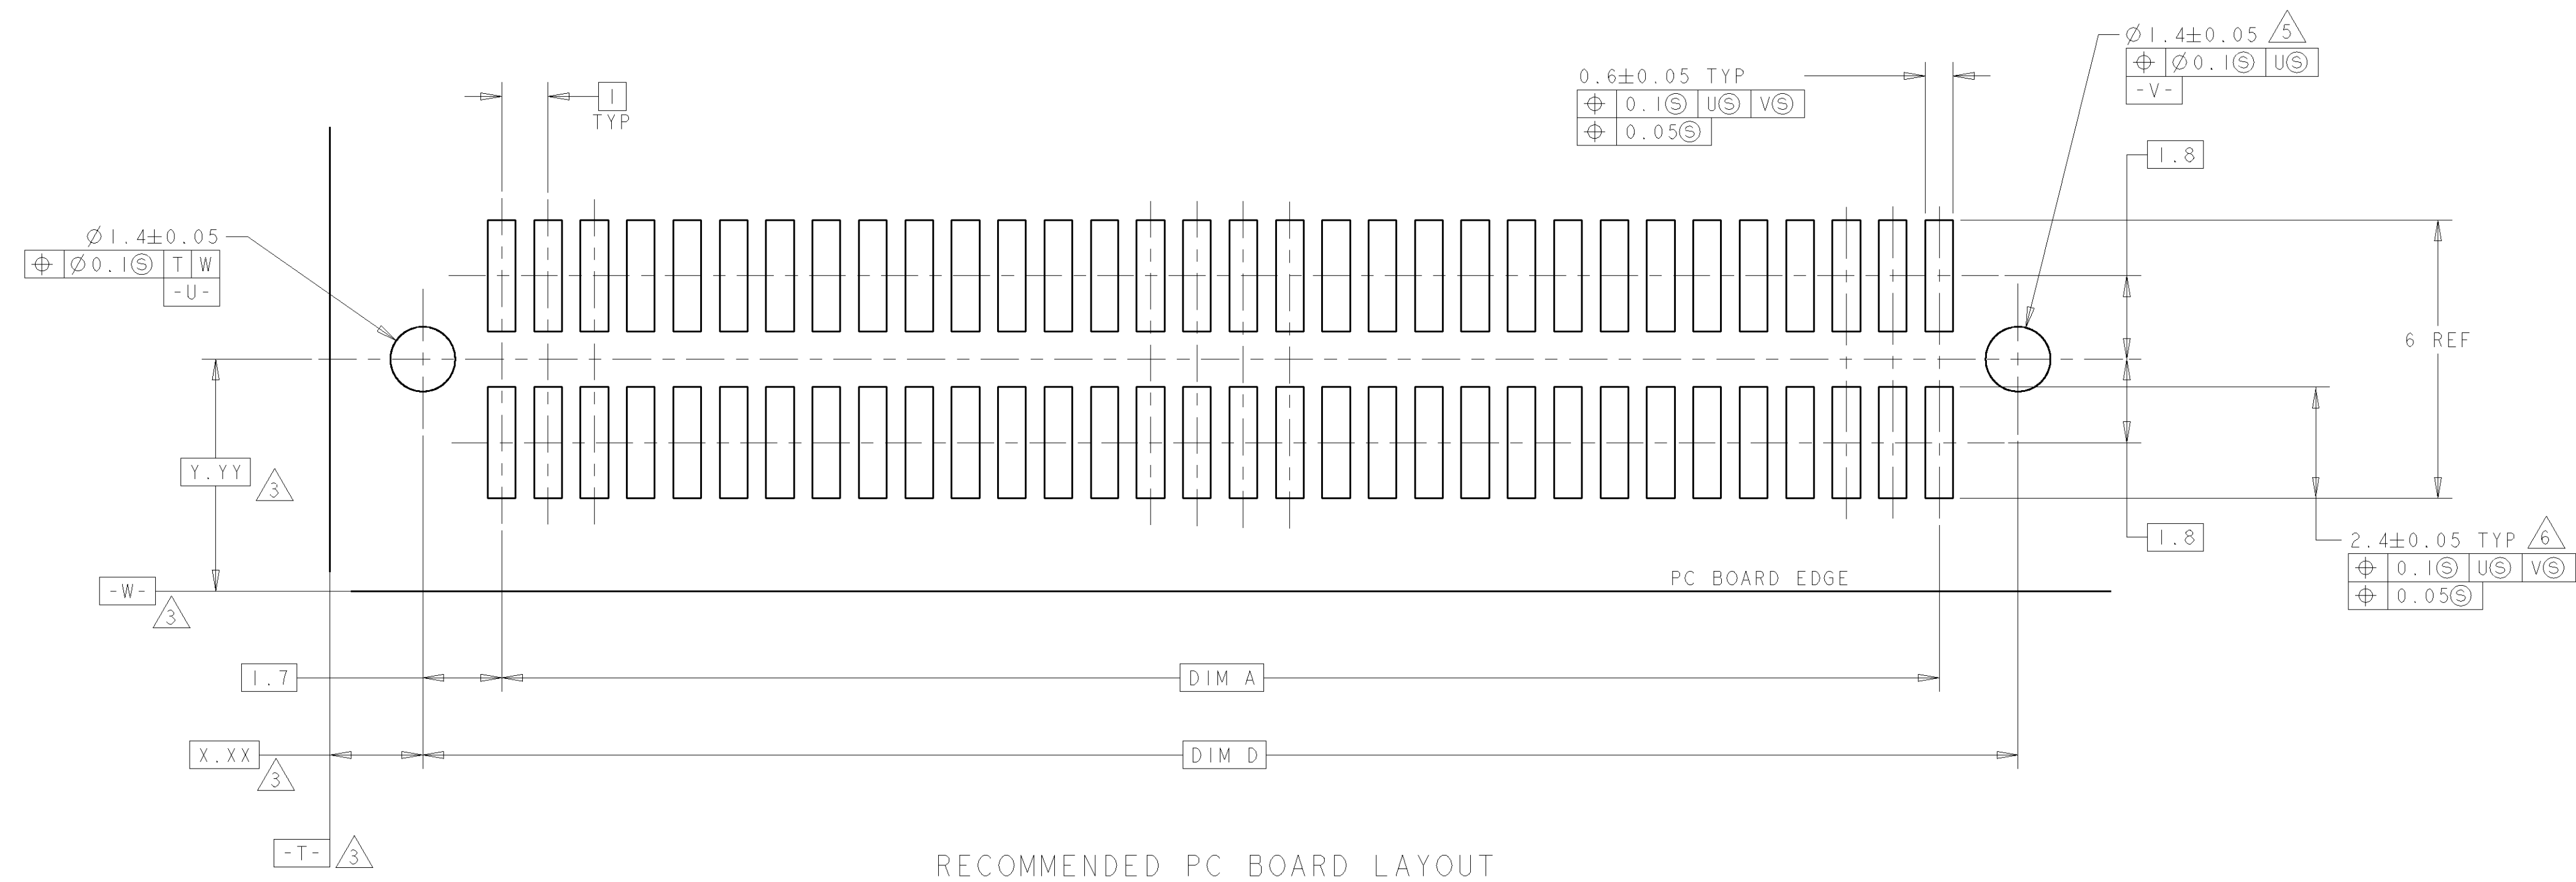 Ø1.4±0.05 5
⌖ Ø0.1Ⓢ UⓈ
-V-
0.6±0.05 TYP
⌖ 0.1Ⓢ UⓈ VⓈ
⌖ 0.05Ⓢ
1
TYP
1.8
Ø1.4±0.05
⌖ Ø0.1Ⓢ T W
-U-
6 REF
Y.YY 3
1.8
2.4±0.05 TYP 6
⌖ 0.1Ⓢ UⓈ VⓈ
⌖ 0.05Ⓢ
PC BOARD EDGE
-W- 3
1.7
DIM A
X.XX 3
DIM D
-T- 3
RECOMMENDED PC BOARD LAYOUT